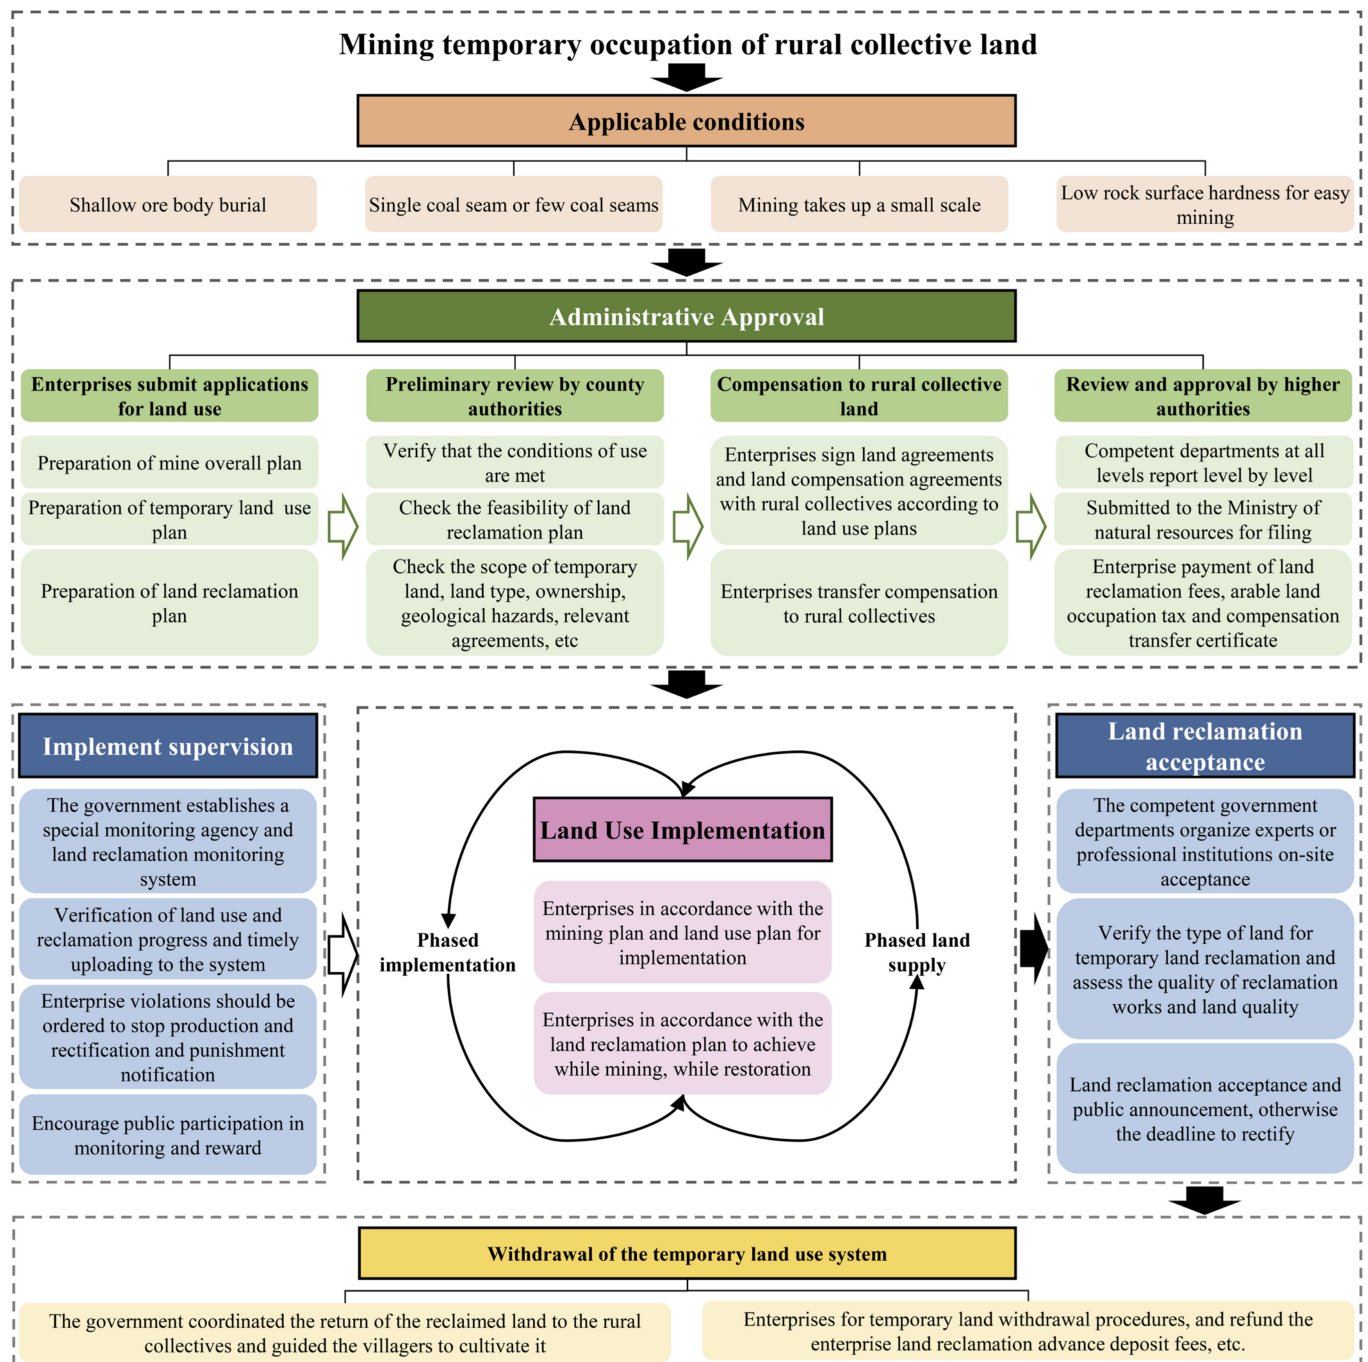 Mining temporary occupation of rural collective land
Applicable conditions
Shallow ore body burial
Single coal seam or few coal seams
Mining takes up a small scale
Low rock surface hardness for easy
mining
Administrative Approval
Enterprises submit applications
for land use
Preparation of mine overall plan
Preparation of temporary land use
plan
Preparation of land reclamation
plan
Preliminary review by county
authorities
Verify that the conditions of use
are met
Check the feasibility of land
reclamation plan
Check the scope of temporary
land, land type, ownership,
geological hazards, relevant
agreements, etc
Compensation to rural collective
land
Enterprises sign land agreements
and land compensation agreements
with rural collectives according to
land use plans
Enterprises transfer compensation
to rural collectives
Review and approval by higher
authorities
Competent departments at all
levels report level by level
Submitted to the Ministry of
natural resources for filing
Enterprise payment of land
reclamation fees, arable land
occupation tax and compensation
transfer certificate
Implement supervision
The government establishes a
special monitoring agency and
land reclamation monitoring
system
Verification of land use and
reclamation progress and timely
uploading to the system
Enterprise violations should be
ordered to stop production and
rectification and punishment
notification
Encourage public participation in
monitoring and reward
Phased
implementation
Land Use Implementation
Enterprises in accordance with the
mining plan and land use plan for
implementation
Enterprises in accordance with the
land reclamation plan to achieve
while mining, while restoration
Phased land
supply
Land reclamation
acceptance
The competent government
departments organize experts or
professional institutions on-site
acceptance
Verify the type of land for
temporary land reclamation and
assess the quality of reclamation
works and land quality
Land reclamation acceptance and
public announcement, otherwise
the deadline to rectify
Withdrawal of the temporary land use system
The government coordinated the return of the reclaimed land to the rural
collectives and guided the villagers to cultivate it
Enterprises for temporary land withdrawal procedures, and refund the
enterprise land reclamation advance deposit fees, etc.